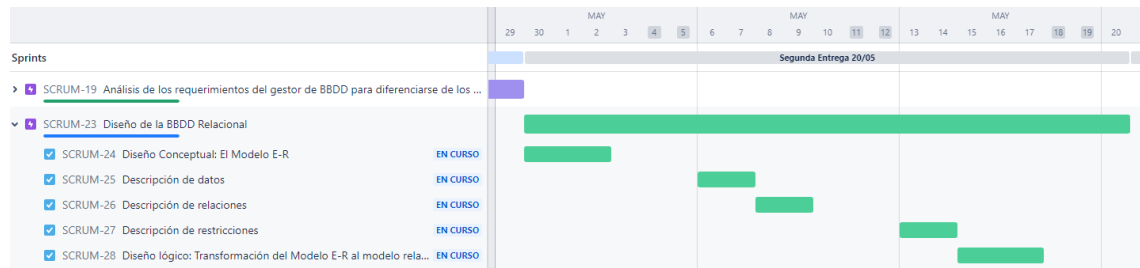 MAY MAY MAY
29 30 1 2 3 4 5 6 7 8 9 10 11 12 13 14 15 16 17 18 19 20
Sprints Segunda Entrega 20/05
SCRUM-19 Análisis de los requerimientos del gestor de BBDD para diferenciarse de los ...
SCRUM-23 Diseño de la BBDD Relacional
SCRUM-24 Diseño Conceptual: El Modelo E-R EN CURSO
SCRUM-25 Descripción de datos EN CURSO
SCRUM-26 Descripción de relaciones EN CURSO
SCRUM-27 Descripción de restricciones EN CURSO
SCRUM-28 Diseño lógico: Transformación del Modelo E-R al modelo rela... EN CURSO